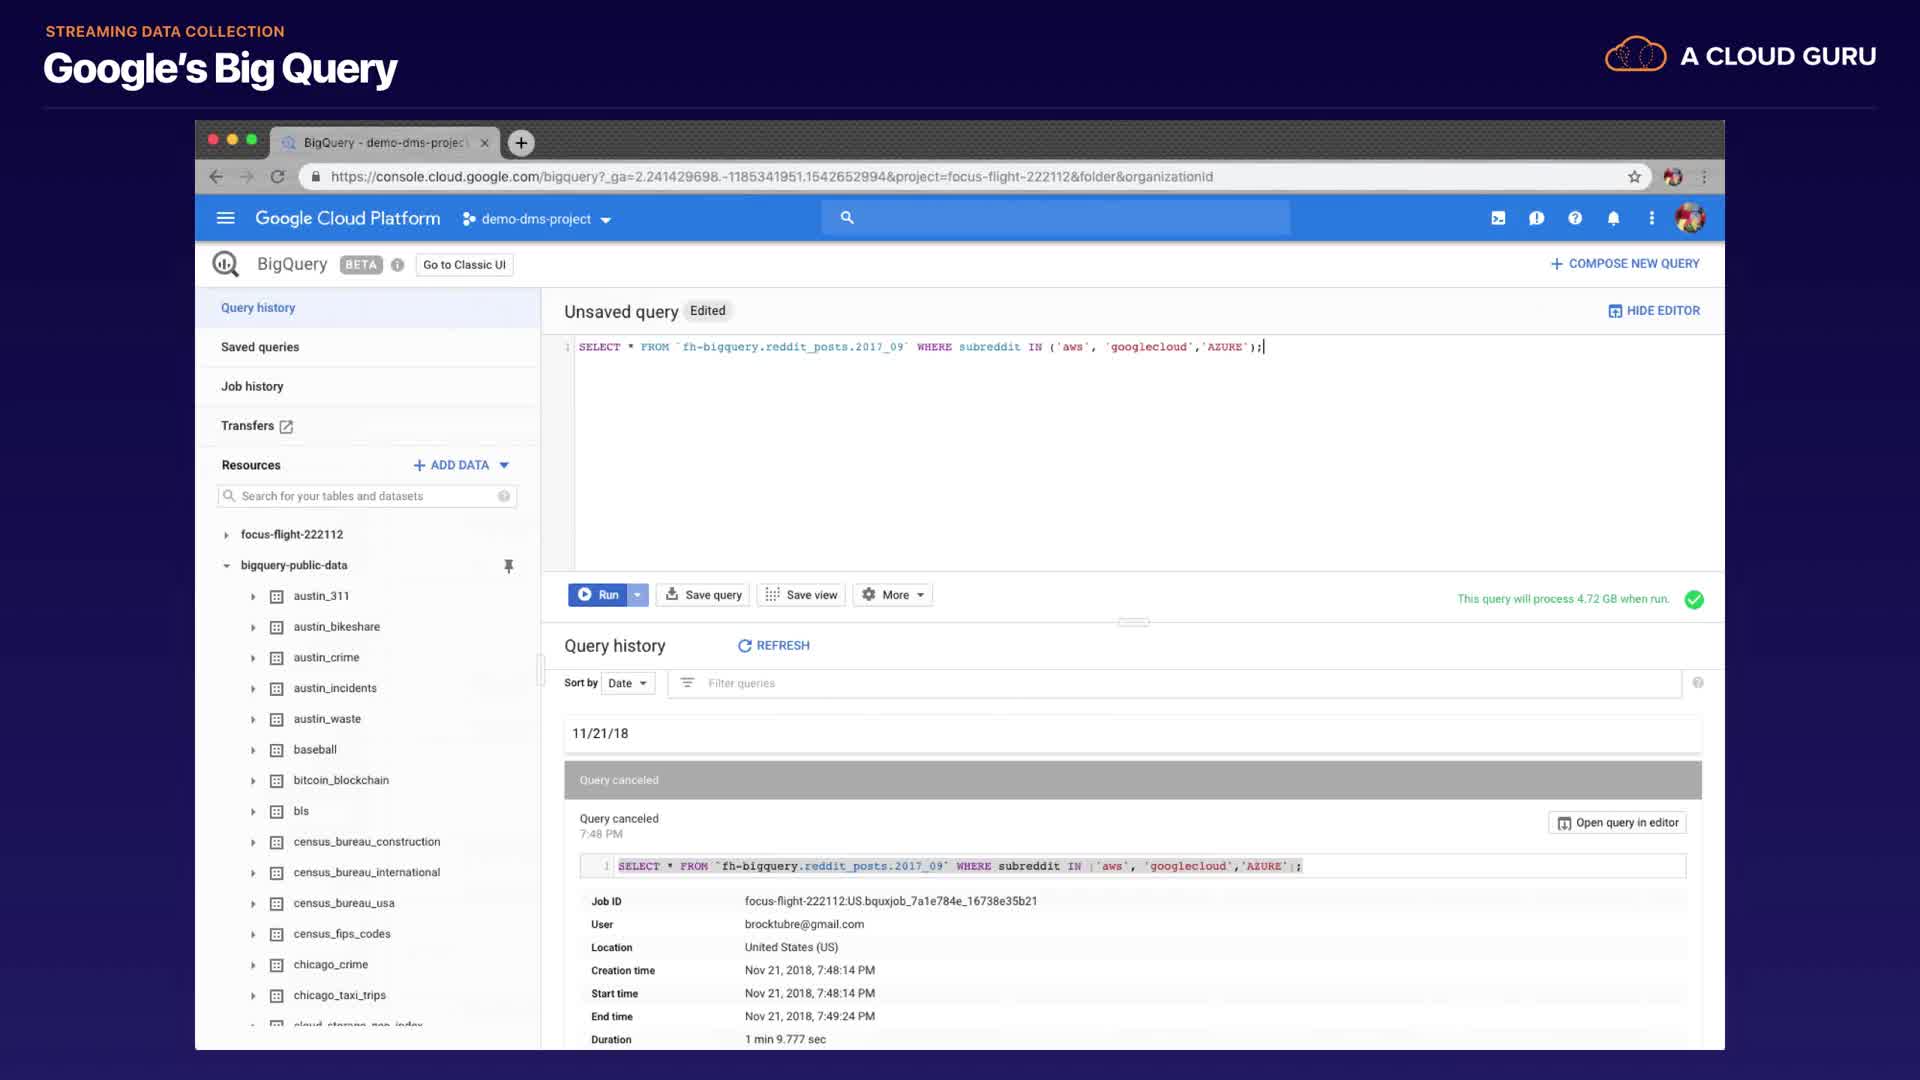 STREAMING DATA COLLECTION
Google's Big Query
A CLOUD GURU
BigQuery - demo-dms-project
https://console.cloud.google.com/bigquery?_ga=2.241429698.-1185341951.1542652994&project=focus-flight-222112&folder&organizationId
Google Cloud Platform
demo-dms-project
BigQuery
BETA
Go to Classic UI
COMPOSE NEW QUERY
Query history
Saved queries
Job history
Transfers
Resources
ADD DATA
Search for your tables and datasets
focus-flight-222112
bigquery-public-data
austin_311
austin_bikeshare
austin_crime
austin_incidents
austin_waste
baseball
bitcoin_blockchain
bls
census_bureau_construction
census_bureau_international
census_bureau_usa
census_fips_codes
chicago_crime
chicago_taxi_trips
Unsaved query
Edited
HIDE EDITOR
1 SELECT * FROM `fh-bigquery.reddit_posts.2017_09` WHERE subreddit IN ('aws', 'googlecloud','AZURE');
Run
Save query
Save view
More
This query will process 4.72 GB when run.
Query history
REFRESH
Sort by
Date
Filter queries
11/21/18
Query canceled
Query canceled
7:48 PM
Open query in editor
1 SELECT * FROM `fh-bigquery.reddit_posts.2017_09` WHERE subreddit IN ('aws', 'googlecloud','AZURE');
Job ID focus-flight-222112:US.bquxjob_7a1e784e_16738e35b21
User brocktubre@gmail.com
Location United States (US)
Creation time Nov 21, 2018, 7:48:14 PM
Start time Nov 21, 2018, 7:48:14 PM
End time Nov 21, 2018, 7:49:24 PM
Duration 1 min 9.777 sec